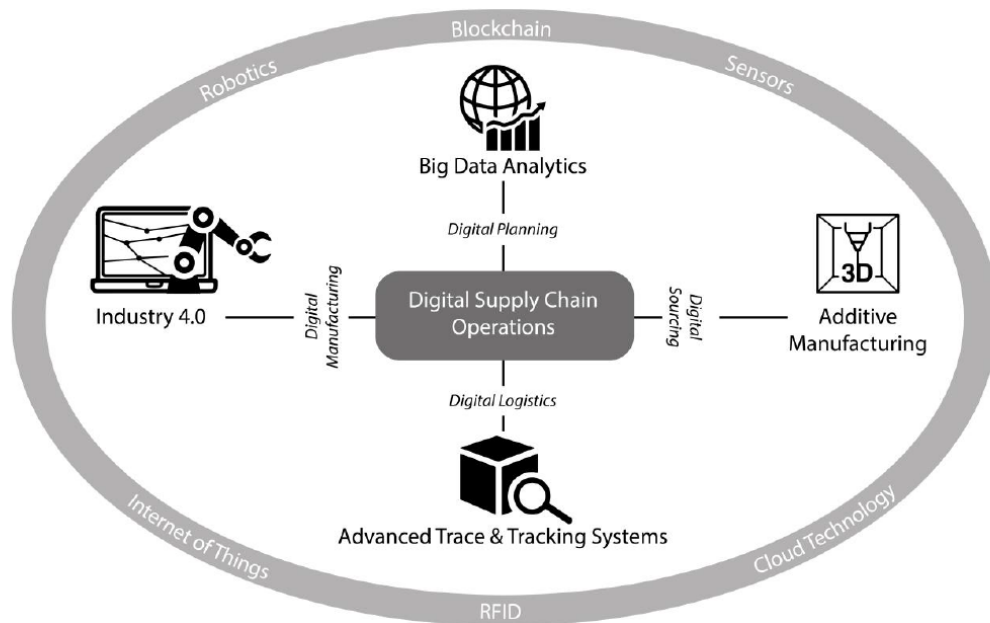 Blockchain
Robotics
Sensors
Big Data Analytics
Digital Planning
3D
Industry 4.0
Digital
Manufacturing
Digital Supply Chain
Operations
Digital
Sourcing
Additive
Manufacturing
Digital Logistics
Advanced Trace & Tracking Systems
Internet of Things
Cloud Technology
RFID